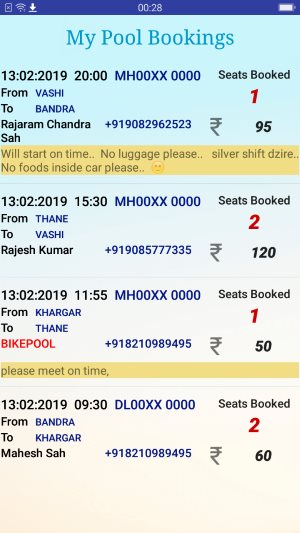 00:28
My Pool Bookings
13:02:2019 20:00 MH00XX 0000 Seats Booked
From VASHI 1
To BANDRA
Rajaram Chandra Sah +919082962523 ₹ 95
Will start on time.. No luggage please.. silver shift dzire..
No foods inside car please.. 🙂
13:02:2019 15:30 MH00XX 0000 Seats Booked
From THANE 2
To VASHI
Rajesh Kumar +919085777335 ₹ 120
13:02:2019 11:55 MH00XX 0000 Seats Booked
From KHARGAR 1
To THANE
BIKEPOOL +918210989495 ₹ 50
please meet on time,
13:02:2019 09:30 DL00XX 0000 Seats Booked
From BANDRA 2
To KHARGAR
Mahesh Sah +918210989495 ₹ 60